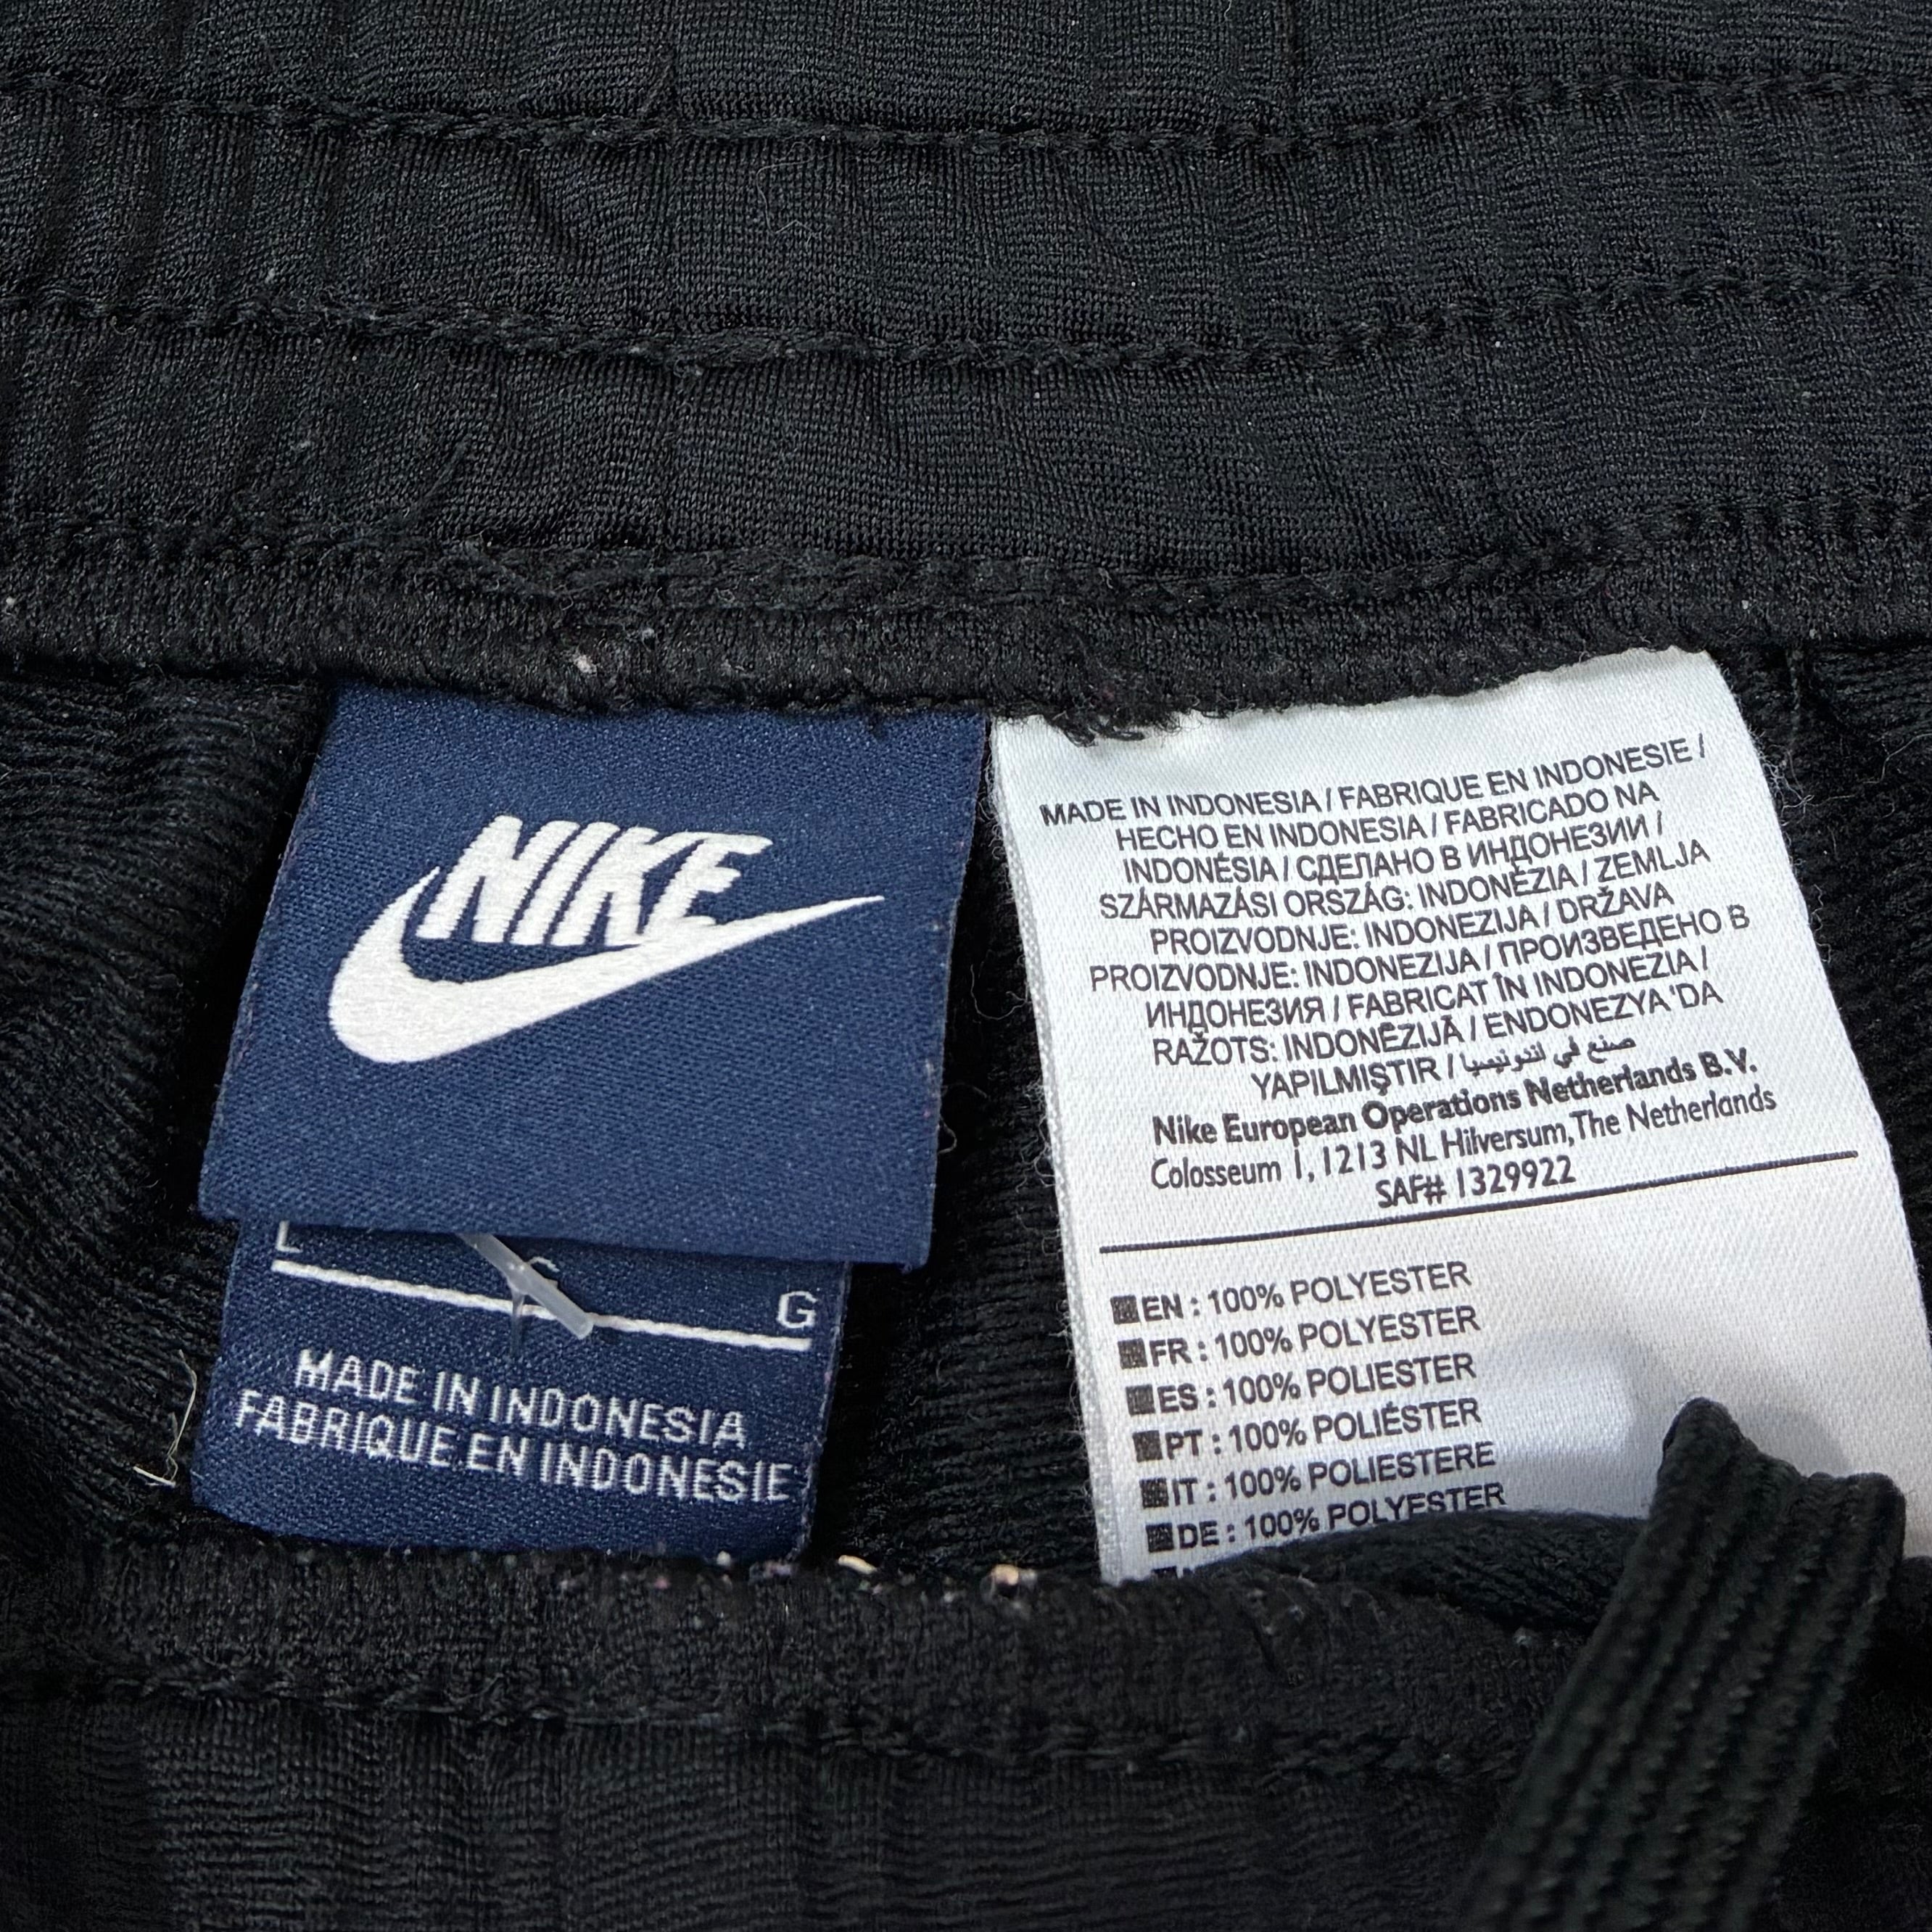 NIKE
L
G
MADE IN INDONESIA
FABRIQUE EN INDONESIE
MADE IN INDONESIA / FABRIQUE EN INDONESIE /
HECHO EN INDONESIA / FABRICADO NA
INDONÉSIA / СДЕЛАНО В ИНДОНЕЗИИ /
SZÁRMAZÁSI ORSZÁG: INDONÉZIA / ZEMLJA
PROIZVODNJE: INDONEZIJA / DRŽAVA
PROIZVODNJE: INDONEZIJA / ПРОИЗВЕДЕНО В
ИНДОНЕЗИЯ / FABRICAT ÎN INDONEZIA /
RAŽOTS: INDONĒZIJĀ / ENDONEZYA 'DA
YAPILMIŞTIR / صنع في اندونيسيا
Nike European Operations Netherlands B.V.
Colosseum 1, 1213 NL Hilversum, The Netherlands
SAF# 1329922
EN : 100% POLYESTER
FR : 100% POLYESTER
ES : 100% POLIESTER
PT : 100% POLIÉSTER
IT : 100% POLIESTERE
DE : 100% POLYESTER